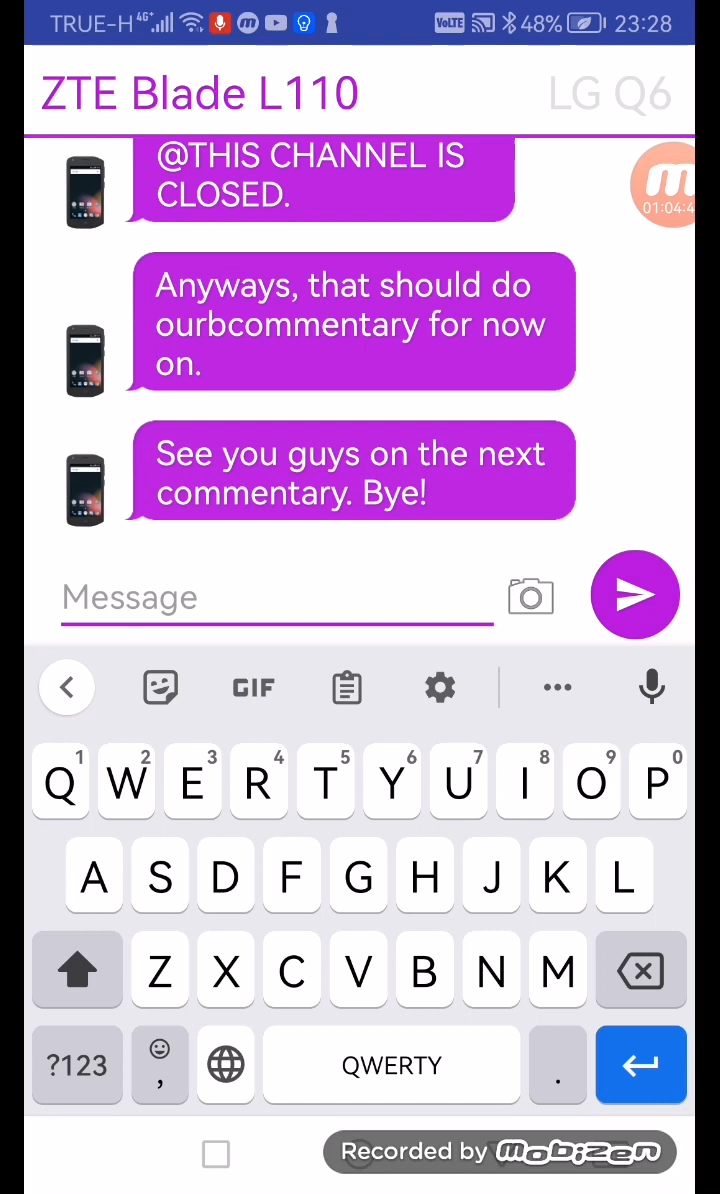 TRUE-H 4G+ VoLTE 48% 23:28
ZTE Blade L110 LG Q6
@THIS CHANNEL IS
CLOSED.
01:04:4
Anyways, that should do
ourbcommentary for now
on.
See you guys on the next
commentary. Bye!
Message
GIF
1 2 3 4 5 6 7 8 9 0
Q W E R T Y U I O P
A S D F G H J K L
Z X C V B N M
?123 , QWERTY .
Recorded by mobizen